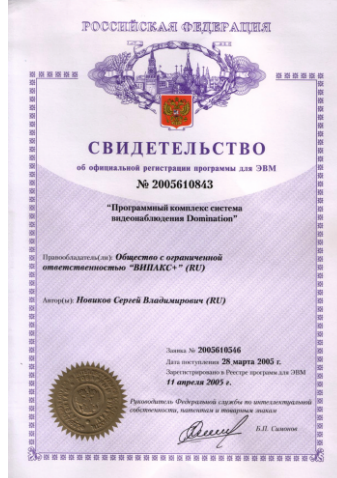 РОССИЙСКАЯ ФЕДЕРАЦИЯ
СВИДЕТЕЛЬСТВО
об официальной регистрации программы для ЭВМ
№ 2005610843
“Программный комплекс система
видеонаблюдения Domination”
Правообладатель(ли): Общество с ограниченной
ответственностью “ВИПАКС+” (RU)
Автор(ы): Новиков Сергей Владимирович (RU)
Заявка № 2005610546
Дата поступления 28 марта 2005 г.
Зарегистрировано в Реестре программ для ЭВМ
11 апреля 2005 г.
Руководитель Федеральной службы по интеллектуальной
собственности, патентам и товарным знакам
Б.П. Симонов